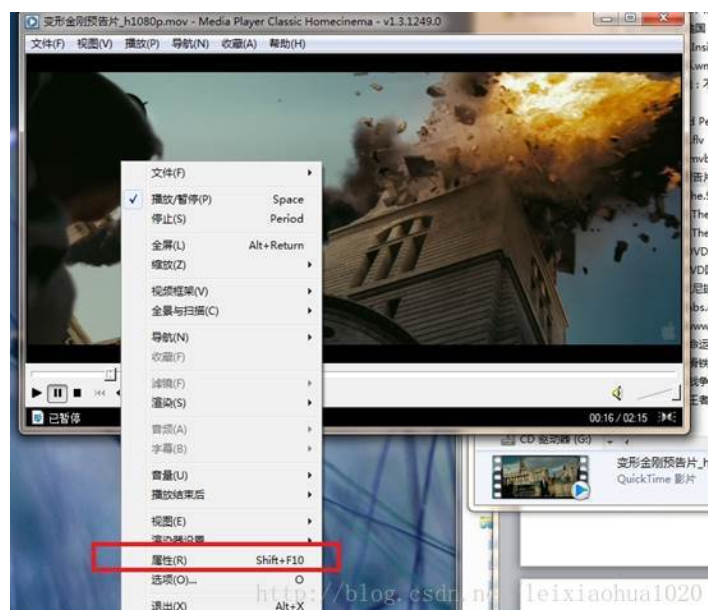 变形金刚预告片_h1080p.mov - Media Player Classic Homecinema - v1.3.1249.0
文件(F) 视图(V) 播放(P) 导航(N) 收藏(A) 帮助(H)
文件(F)
播放/暂停(P) Space
停止(S) Period
全屏(L) Alt+Return
缩放(Z)
视频框架(V)
全景与扫描(C)
导航(N)
收藏(F)
滤镜(F)
渲染(S)
音频(A)
字幕(B)
音量(U)
播放结束后
视图(E)
渲染器设置
属性(R) Shift+F10
选项(O)... O
退出(X) Alt+X
已暂停
00:16 / 02:15
CD 驱动器 (G:)
变形金刚预告片_h
QuickTime 影片
http://blog.csdn.net/leixiaohua1020